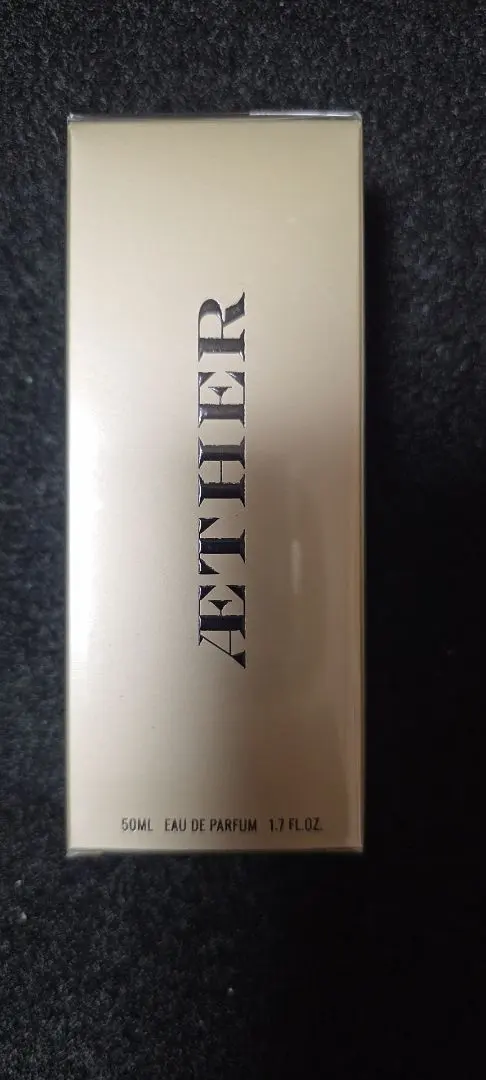 ÆTHER
50ML EAU DE PARFUM 1.7 FL.OZ.